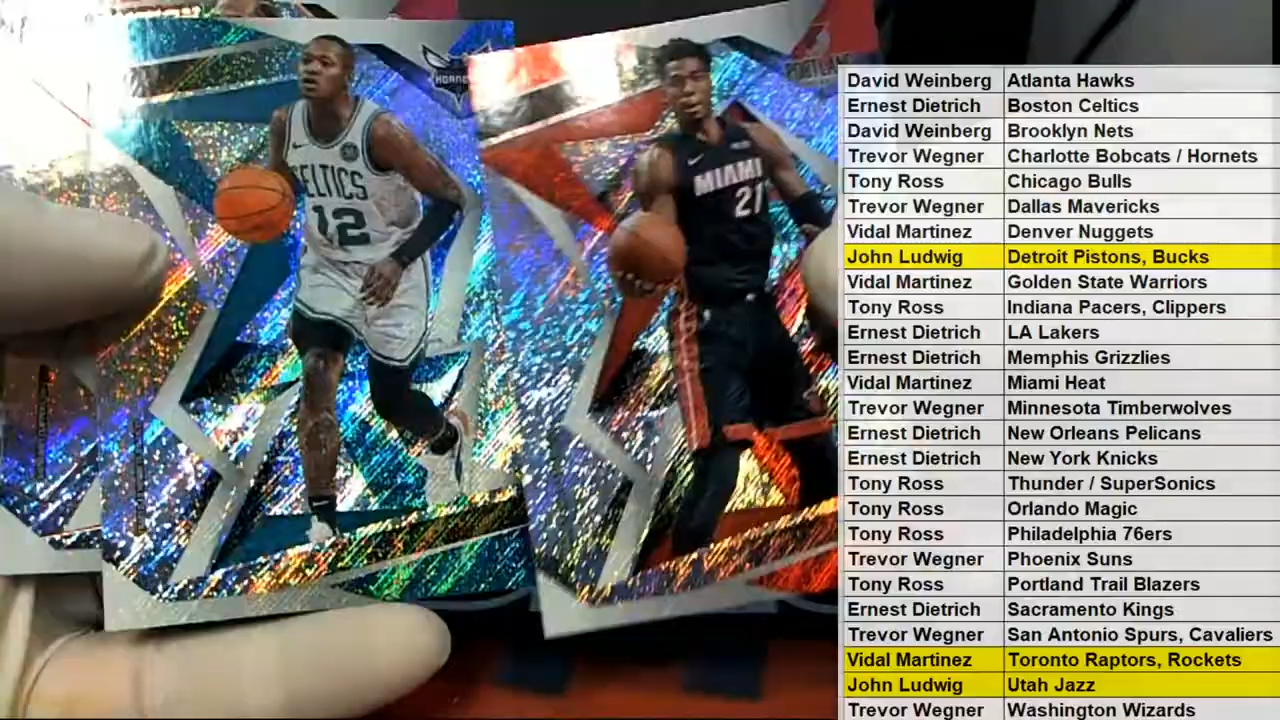 HORNETS
PORTLAND
CELTICS
12
MIAMI
21
David Weinberg Atlanta Hawks
Ernest Dietrich Boston Celtics
David Weinberg Brooklyn Nets
Trevor Wegner Charlotte Bobcats / Hornets
Tony Ross Chicago Bulls
Trevor Wegner Dallas Mavericks
Vidal Martinez Denver Nuggets
John Ludwig Detroit Pistons, Bucks
Vidal Martinez Golden State Warriors
Tony Ross Indiana Pacers, Clippers
Ernest Dietrich LA Lakers
Ernest Dietrich Memphis Grizzlies
Vidal Martinez Miami Heat
Trevor Wegner Minnesota Timberwolves
Ernest Dietrich New Orleans Pelicans
Ernest Dietrich New York Knicks
Tony Ross Thunder / SuperSonics
Tony Ross Orlando Magic
Tony Ross Philadelphia 76ers
Trevor Wegner Phoenix Suns
Tony Ross Portland Trail Blazers
Ernest Dietrich Sacramento Kings
Trevor Wegner San Antonio Spurs, Cavaliers
Vidal Martinez Toronto Raptors, Rockets
John Ludwig Utah Jazz
Trevor Wegner Washington Wizards